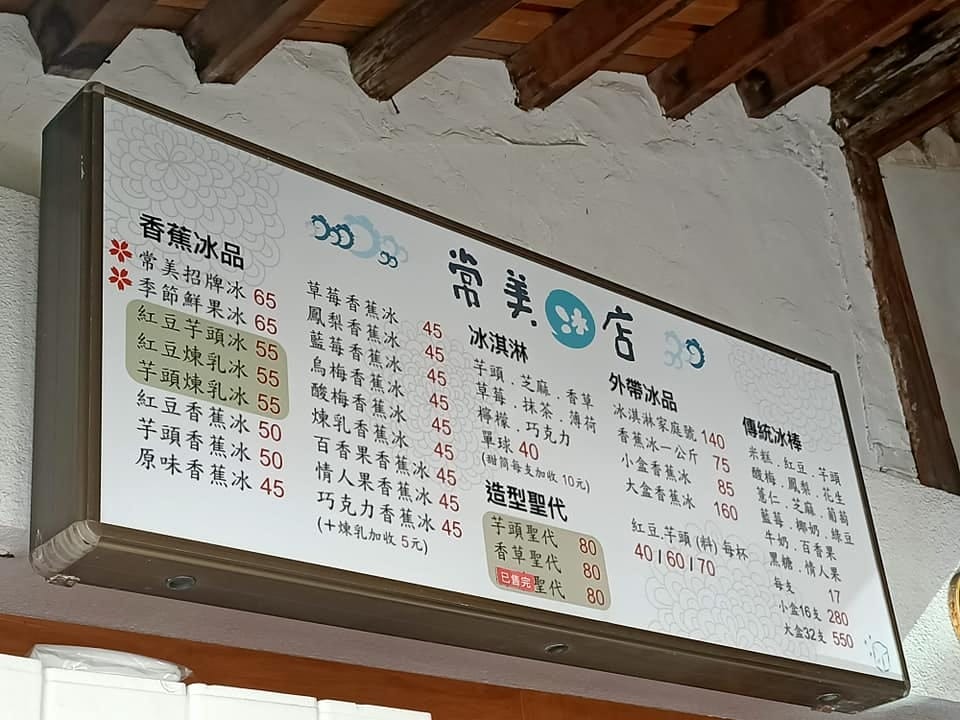 常美冰店
香蕉冰品
常美招牌冰 65
季節鮮果冰 65
紅豆芋頭冰 55
紅豆煉乳冰 55
芋頭煉乳冰 55
紅豆香蕉冰 50
芋頭香蕉冰 50
原味香蕉冰 45
草莓香蕉冰 45
鳳梨香蕉冰 45
藍莓香蕉冰 45
烏梅香蕉冰 45
酸梅香蕉冰 45
煉乳香蕉冰 45
百香果香蕉冰 45
情人果香蕉冰 45
巧克力香蕉冰 45
(+煉乳加收 5元)
冰淇淋
芋頭.芝麻.香草
草莓.抹茶.薄荷
檸檬.巧克力
單球 40
(甜筒每支加收 10元)
造型聖代
芋頭聖代 80
香草聖代 80
已售完聖代 80
外帶冰品
冰淇淋家庭號 140
香蕉冰一公斤 75
小盒香蕉冰 85
大盒香蕉冰 160
紅豆.芋頭 (料) 每杯
40 / 60 / 70
傳統冰棒
米糕.紅豆.芋頭
酸梅.鳳梨.花生
薏仁.芝麻.葡萄
藍莓.椰奶.綠豆
牛奶.百香果
黑糖.情人果
每支 17
小盒16支 280
大盒32支 550